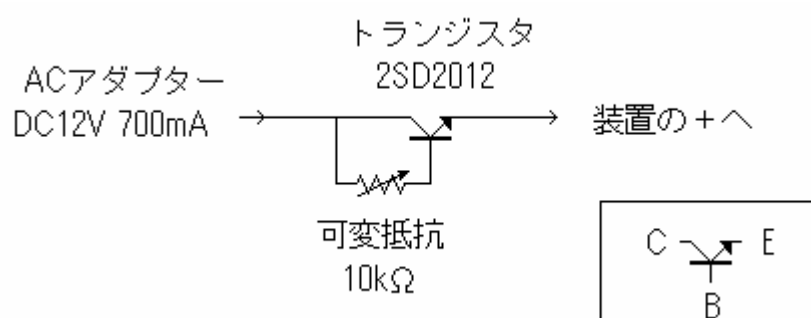 トランジスタ
2SD2012
ACアダプター
DC12V 700mA
装置の+へ
可変抵抗
10kΩ
C
E
B